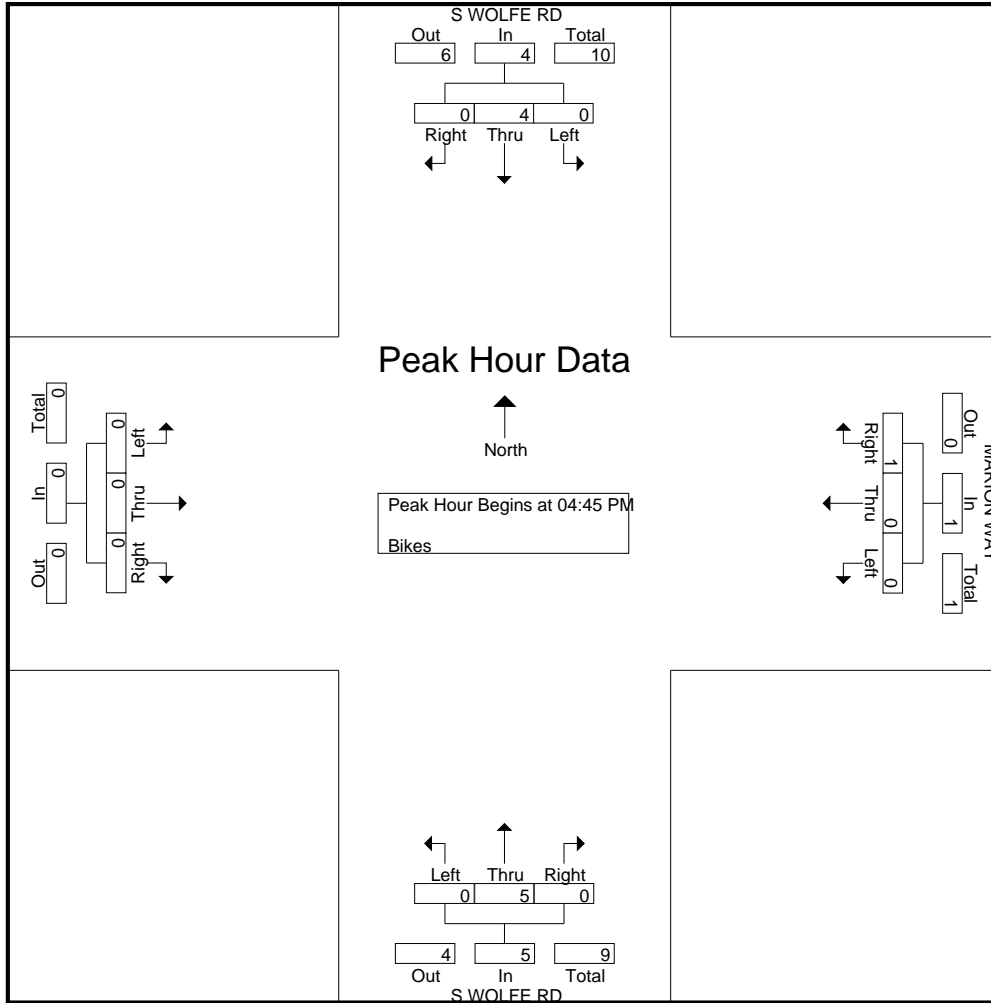 S WOLFE RD
Out In Total
6 4 10
0 4 0
Right Thru Left
Peak Hour Data
North
Peak Hour Begins at 04:45 PM
Bikes
Total In Out
0 0 0
0 0 0
Left Thru Right
MARION WAY
Out In Total
0 1 1
1 0 0
Right Thru Left
Left Thru Right
0 5 0
4 5 9
Out In Total
S WOLFE RD